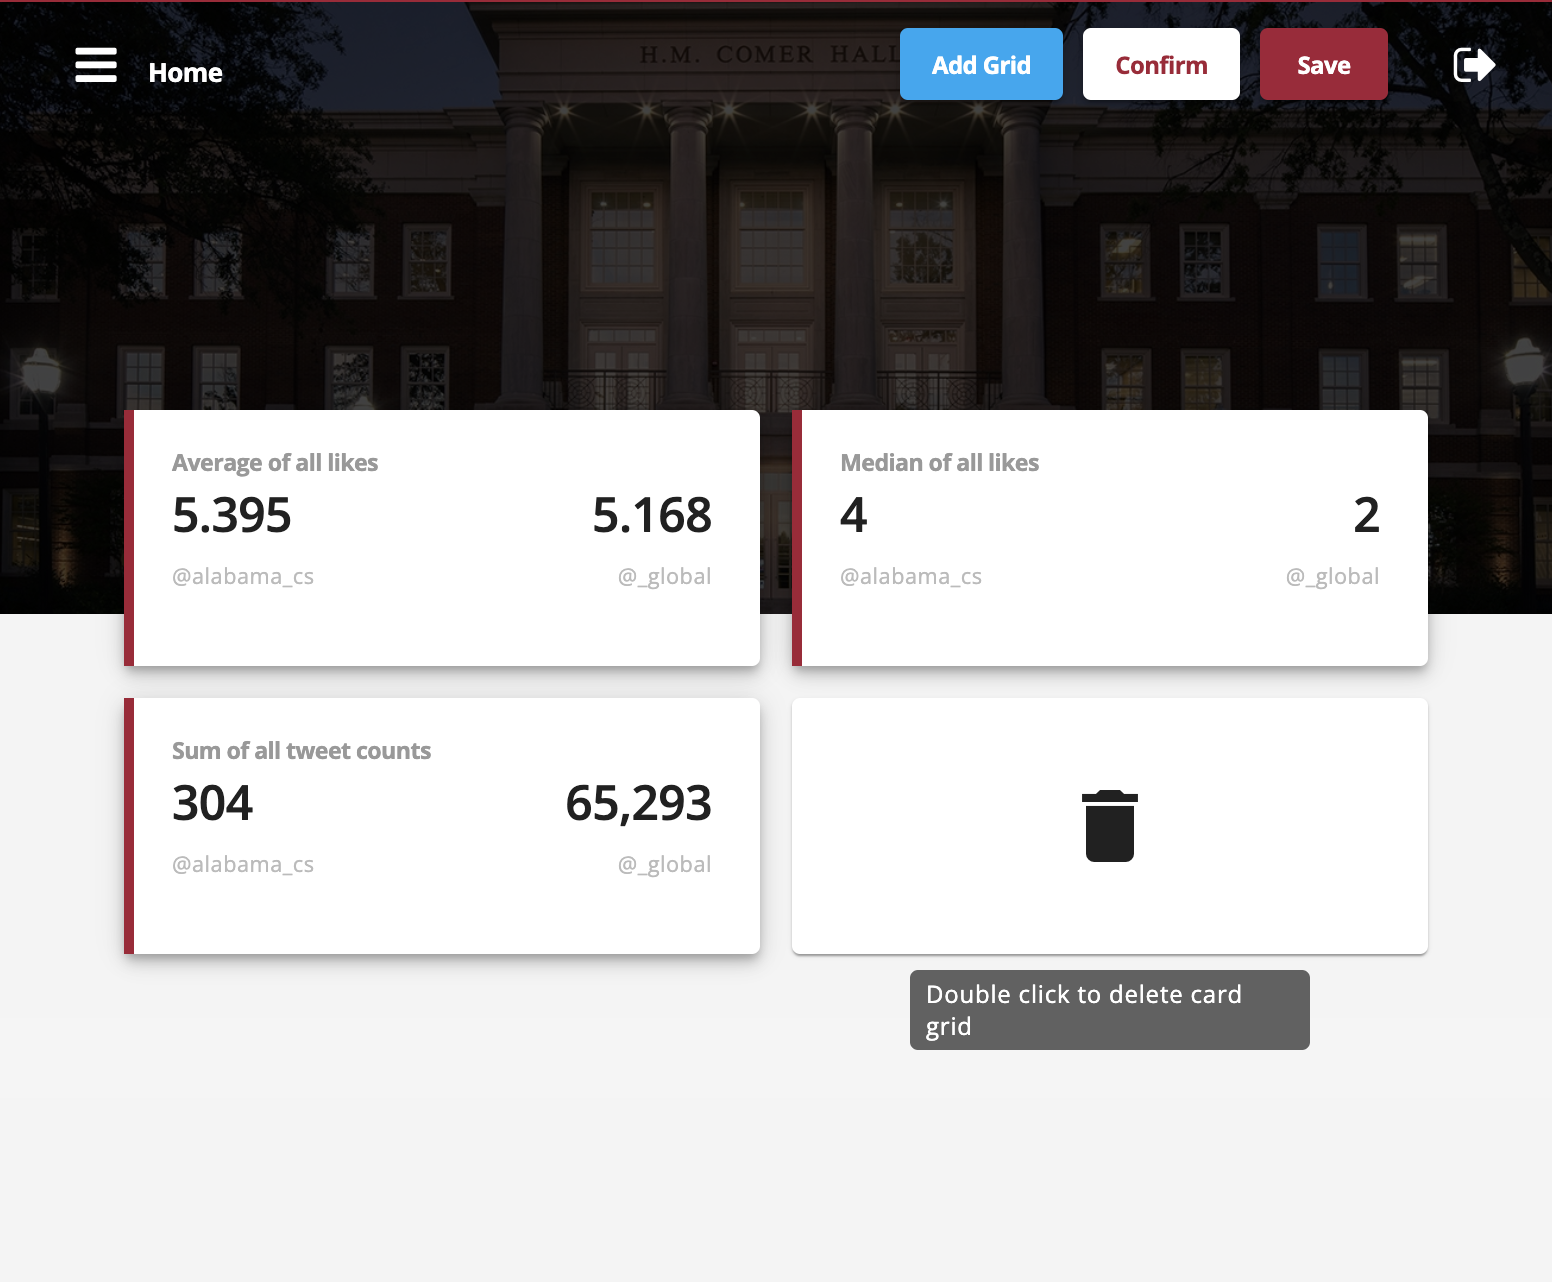 Home
H.M. COMER HALL
Add Grid
Confirm
Save
Average of all likes
5.395 5.168
@alabama_cs @_global
Median of all likes
4 2
@alabama_cs @_global
Sum of all tweet counts
304 65,293
@alabama_cs @_global
Double click to delete card
grid